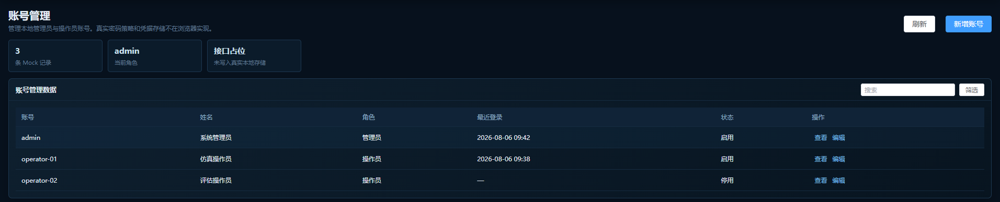 账号管理
管理本地管理员与操作员账号。真实密码策略和凭据存储不在浏览器实现。
刷新 新增账号
3 admin 接口占位
条 Mock 记录 当前角色 未写入真实本地存储
账号管理数据 搜索 筛选
账号 姓名 角色 最近登录 状态 操作
admin 系统管理员 管理员 2026-08-06 09:42 启用 查看 编辑
operator-01 仿真操作员 操作员 2026-08-06 09:38 启用 查看 编辑
operator-02 评估操作员 操作员 — 停用 查看 编辑